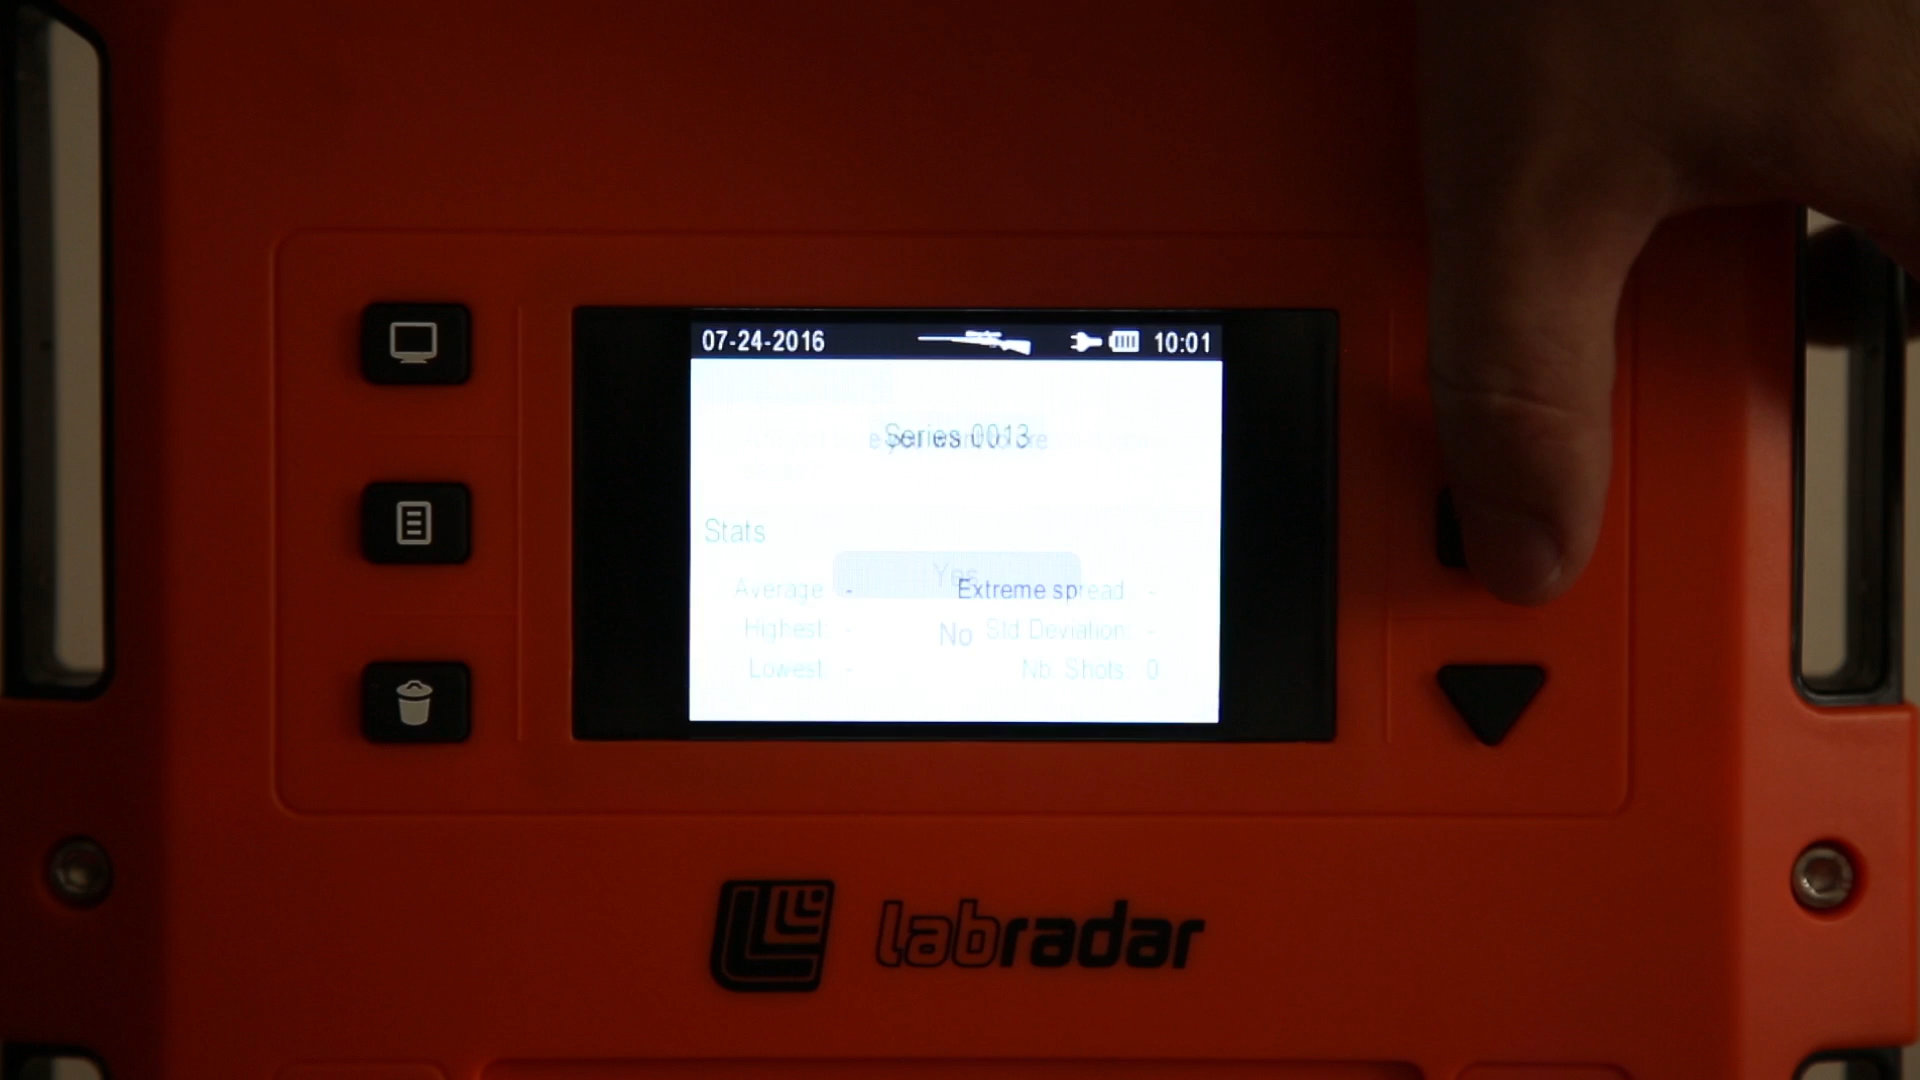 07-24-2016 10:01
Series 0013
Stats
Yes
Average: - Extreme spread: -
No
Highest: - Std Deviation: -
Lowest: - Nb. Shots: 0
labradar